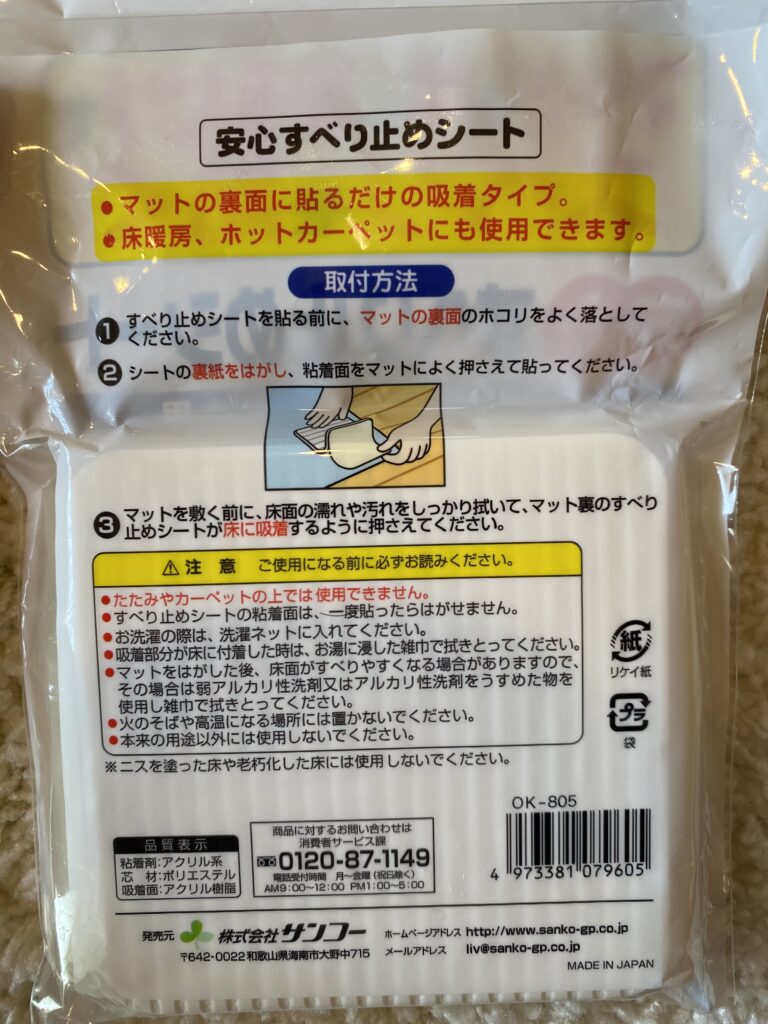 安心すべり止めシート
●マットの裏面に貼るだけの吸着タイプ。
●床暖房、ホットカーペットにも使用できます。
取付方法
❶すべり止めシートを貼る前に、マットの裏面のホコリをよく落として
ください。
❷シートの裏紙をはがし、粘着面をマットによく押さえて貼ってください。
❸マットを敷く前に、床面の濡れや汚れをしっかり拭いて、マット裏のすべり
止めシートが床に吸着するように押さえてください。
⚠注 意 ご使用になる前に必ずお読みください。
●たたみやカーペットの上では使用できません。
●すべり止めシートの粘着面は、一度貼ったらはがせません。
●お洗濯の際は、洗濯ネットに入れてください。
●吸着部分が床に付着した時は、お湯に浸した雑巾で拭きとってください。
●マットをはがした後、床面がすべりやすくなる場合がありますので、
その場合は弱アルカリ性洗剤又はアルカリ性洗剤をうすめた物を
使用し雑巾で拭きとってください。
●火のそばや高温になる場所には置かないでください。
●本来の用途以外には使用しないでください。
※ニスを塗った床や老朽化した床には使用しないでください。
紙
リケイ紙
プラ
袋
OK-805
4 973381 079605
品質表示
粘着剤:アクリル系
芯 材:ポリエステル
吸着面:アクリル樹脂
商品に対するお問い合わせは
消費者サービス課
0120-87-1149
電話受付時間 月〜金曜(祝日除く)
AM9:00〜12:00 PM1:00〜5:00
発売元 株式会社サンコー
〒642-0022和歌山県海南市大野中715
ホームページアドレス http://www.sanko-gp.co.jp
メールアドレス liv@sanko-gp.co.jp
MADE IN JAPAN